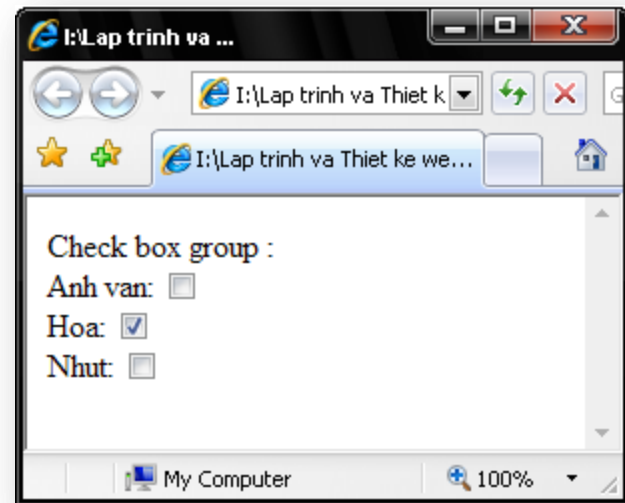 I:\Lap trinh va ...
I:\Lap trinh va Thiet k
G
I:\Lap trinh va Thiet ke we...
Check box group :
Anh van:
Hoa:
Nhut:
My Computer
100%